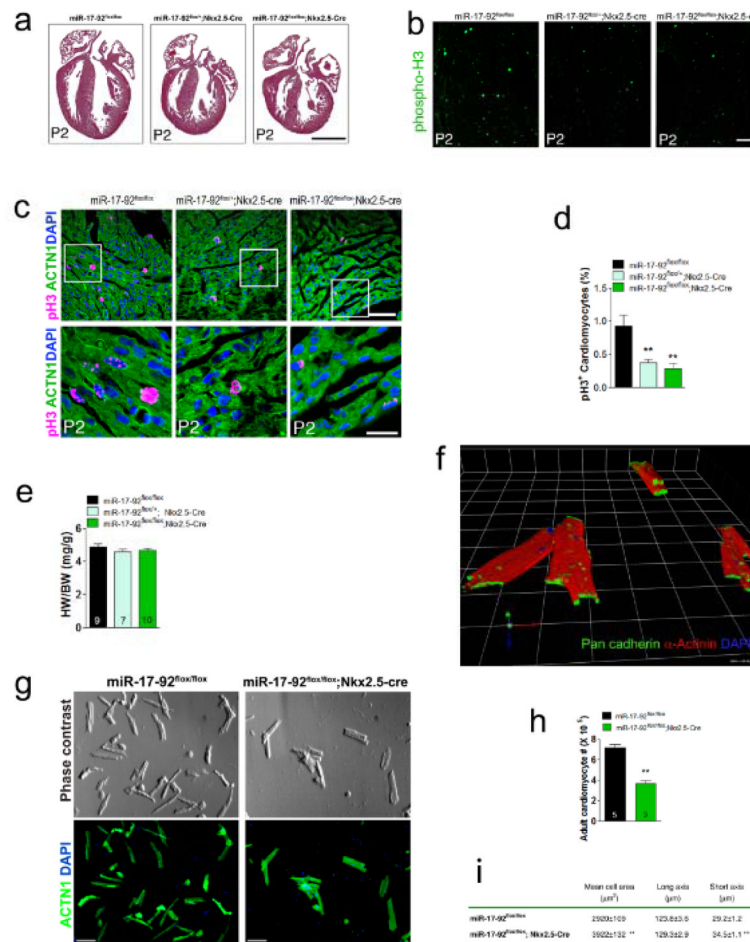 a
miR-17-92flox/flox miR-17-92flox/+;Nkx2.5-Cre miR-17-92flox/flox;Nkx2.5-Cre
P2 P2 P2
b
miR-17-92flox/flox miR-17-92flox/+;Nkx2.5-Cre miR-17-92flox/flox;Nkx2.5-c
phospho-H3
P2 P2 P2
c
miR-17-92flox/flox miR-17-92flox/+;Nkx2.5-cre miR-17-92flox/flox;Nkx2.5-cre
pH3 ACTN1 DAPI
pH3 ACTN1 DAPI
P2 P2 P2
d
miR-17-92flox/flox
miR-17-92flox/+;Nkx2.5-Cre
miR-17-92flox/flox;Nkx2.5-Cre
pH3+ Cardiomyocytes (%)
1.5
1.0
0.5
0.0
** **
e
miR-17-92flox/flox
miR-17-92flox/+; Nkx2.5-Cre
miR-17-92flox/flox;Nkx2.5-Cre
HW/BW (mg/g)
8
6
4
2
0
9 7 10
f
Pan cadherin α-Actinin DAPI
g
miR-17-92flox/flox miR-17-92flox/flox;Nkx2.5-cre
Phase contrast
ACTN1 DAPI
h
miR-17-92flox/flox
miR-17-92flox/flox;Nkx2.5-Cre
Adult cardiomyocyte # (X 10
8
6
4
2
0
**
5
i
Mean cell area Long axis Short axis
(μm²) (μm) (μm)
miR-17-92flox/flox 2920±109 123.8±3.6 29.2±1.2
miR-17-92flox/flox; Nkx2.5-Cre 3922±132 ** 129.3±2.9 34.5±1.1 **